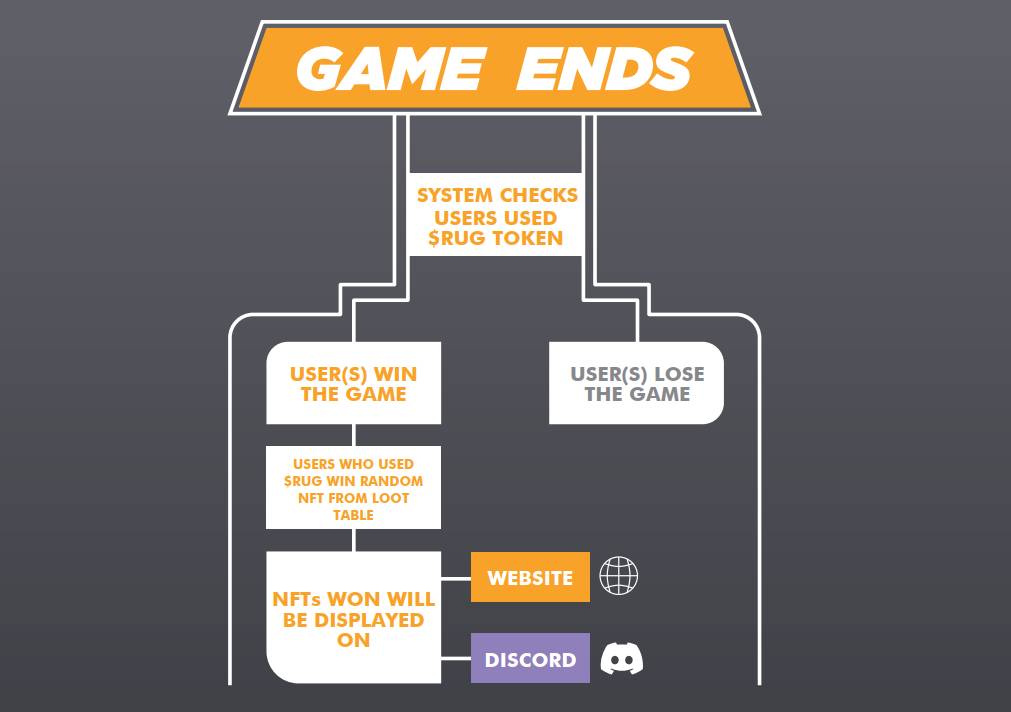 GAME ENDS
SYSTEM CHECKS
USERS USED
$RUG TOKEN
USER(S) WIN
THE GAME
USER(S) LOSE
THE GAME
USERS WHO USED
$RUG WIN RANDOM
NFT FROM LOOT
TABLE
NFTs WON WILL
BE DISPLAYED
ON
WEBSITE
DISCORD